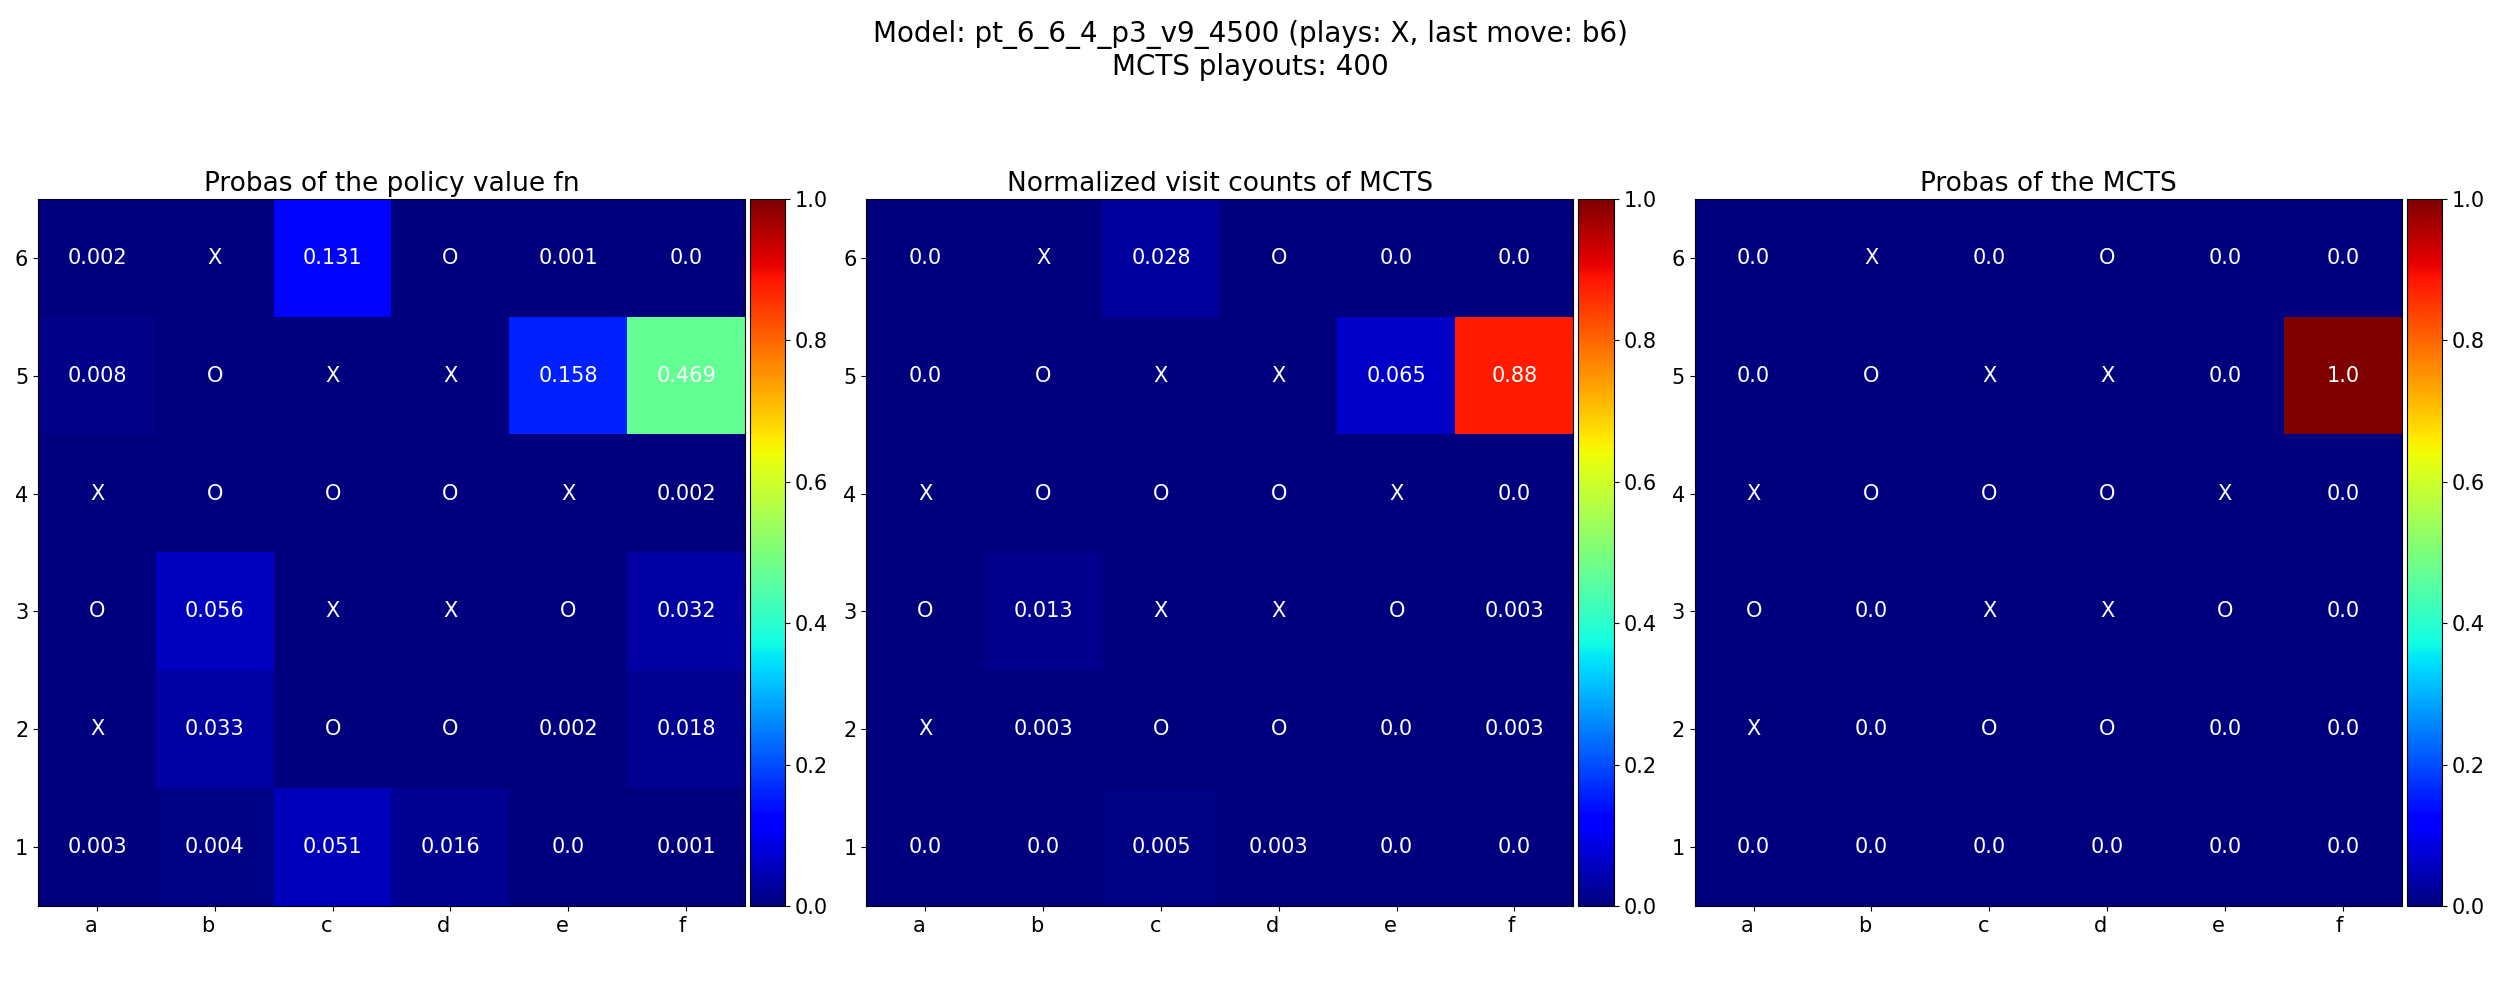 Model: pt_6_6_4_p3_v9_4500 (plays: X, last move: b6)
MCTS playouts: 400
Probas of the policy value fn
1.0
0.8
0.6
0.4
0.2
0.0
6 0.002 X 0.131 O 0.001 0.0
5 0.008 O X X 0.158 0.469
4 X O O O X 0.002
3 O 0.056 X X O 0.032
2 X 0.033 O O 0.002 0.018
1 0.003 0.004 0.051 0.016 0.0 0.001
a b c d e f
Normalized visit counts of MCTS
1.0
0.8
0.6
0.4
0.2
0.0
6 0.0 X 0.028 O 0.0 0.0
5 0.0 O X X 0.065 0.88
4 X O O O X 0.0
3 O 0.013 X X O 0.003
2 X 0.003 O O 0.0 0.003
1 0.0 0.0 0.005 0.003 0.0 0.0
a b c d e f
Probas of the MCTS
1.0
0.8
0.6
0.4
0.2
0.0
6 0.0 X 0.0 O 0.0 0.0
5 0.0 O X X 0.0 1.0
4 X O O O X 0.0
3 O 0.0 X X O 0.0
2 X 0.0 O O 0.0 0.0
1 0.0 0.0 0.0 0.0 0.0 0.0
a b c d e f